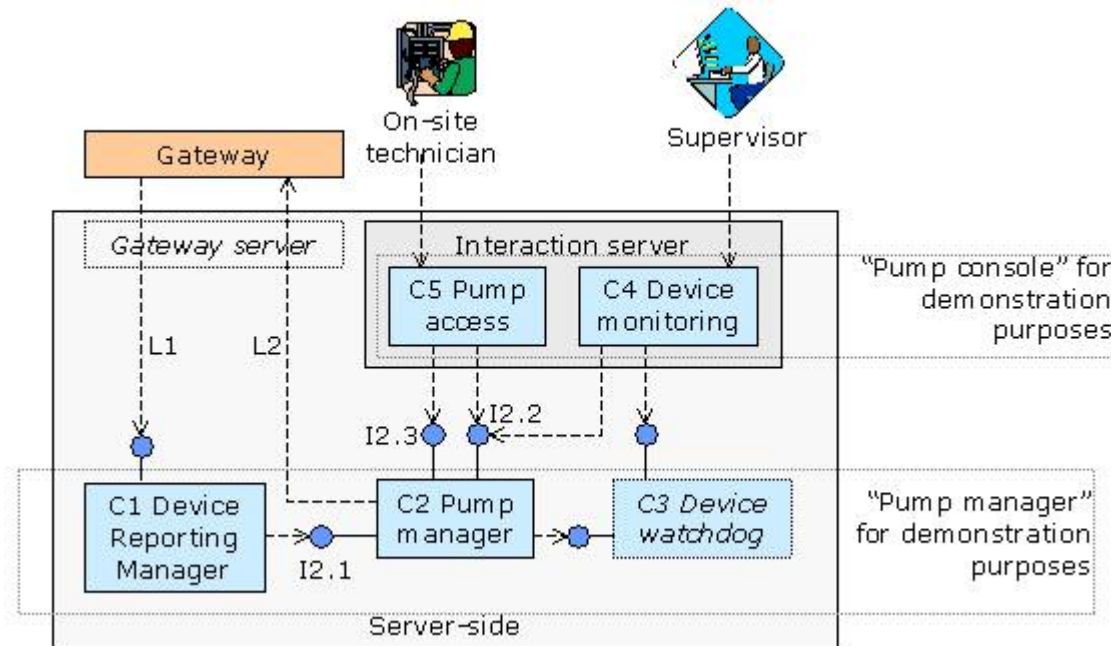 On-site
technician
Supervisor
Gateway
Gateway server
Interaction server
C5 Pump
access
C4 Device
monitoring
"Pump console" for
demonstration
purposes
L1
L2
I2.3
I2.2
C1 Device
Reporting
Manager
I2.1
C2 Pump
manager
C3 Device
watchdog
"Pump manager"
for demonstration
purposes
Server-side